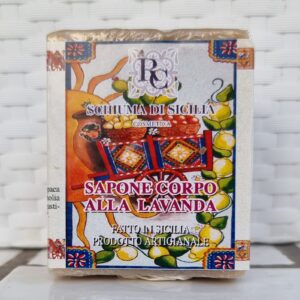 RC
SCHIUMA DI SICILIA
COSMETICA
SAPONE CORPO
ALLA LAVANDA
FATTO IN SICILIA
PRODOTTO ARTIGIANALE